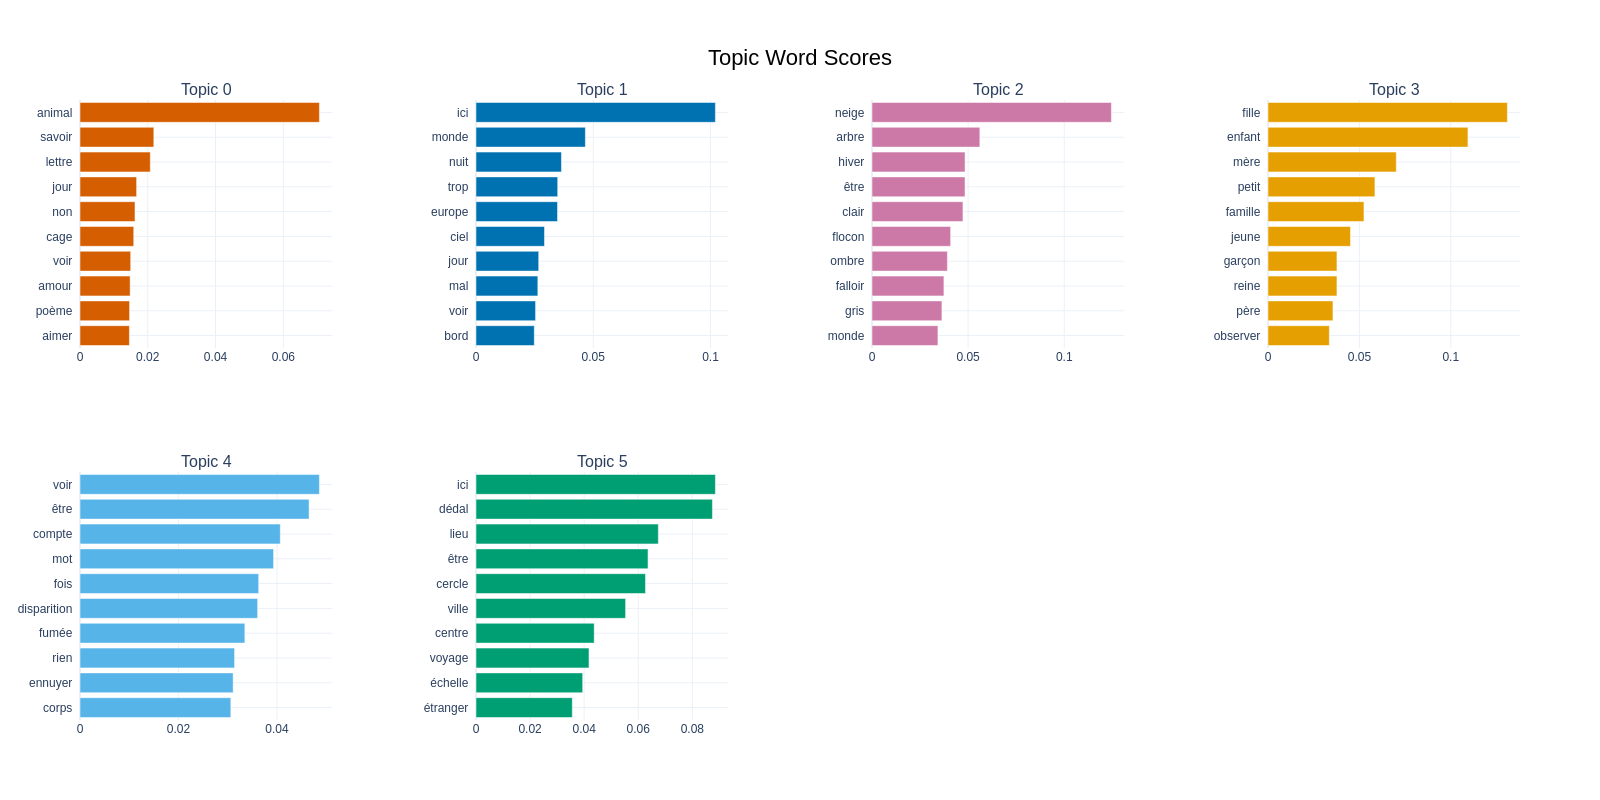 Topic Word Scores
Topic 0
animal
savoir
lettre
jour
non
cage
voir
amour
poème
aimer
0 0.02 0.04 0.06
Topic 1
ici
monde
nuit
trop
europe
ciel
jour
mal
voir
bord
0 0.05 0.1
Topic 2
neige
arbre
hiver
être
clair
flocon
ombre
falloir
gris
monde
0 0.05 0.1
Topic 3
fille
enfant
mère
petit
famille
jeune
garçon
reine
père
observer
0 0.05 0.1
Topic 4
voir
être
compte
mot
fois
disparition
fumée
rien
ennuyer
corps
0 0.02 0.04
Topic 5
ici
dédal
lieu
être
cercle
ville
centre
voyage
échelle
étranger
0 0.02 0.04 0.06 0.08